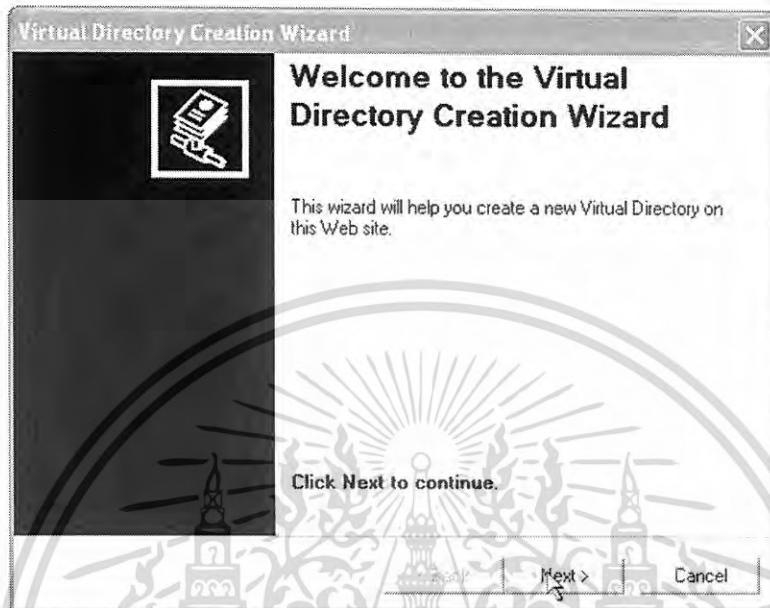 Virtual Directory Creation Wizard
Welcome to the Virtual
Directory Creation Wizard
This wizard will help you create a new Virtual Directory on
this Web site.
Click Next to continue.
Next >
Cancel